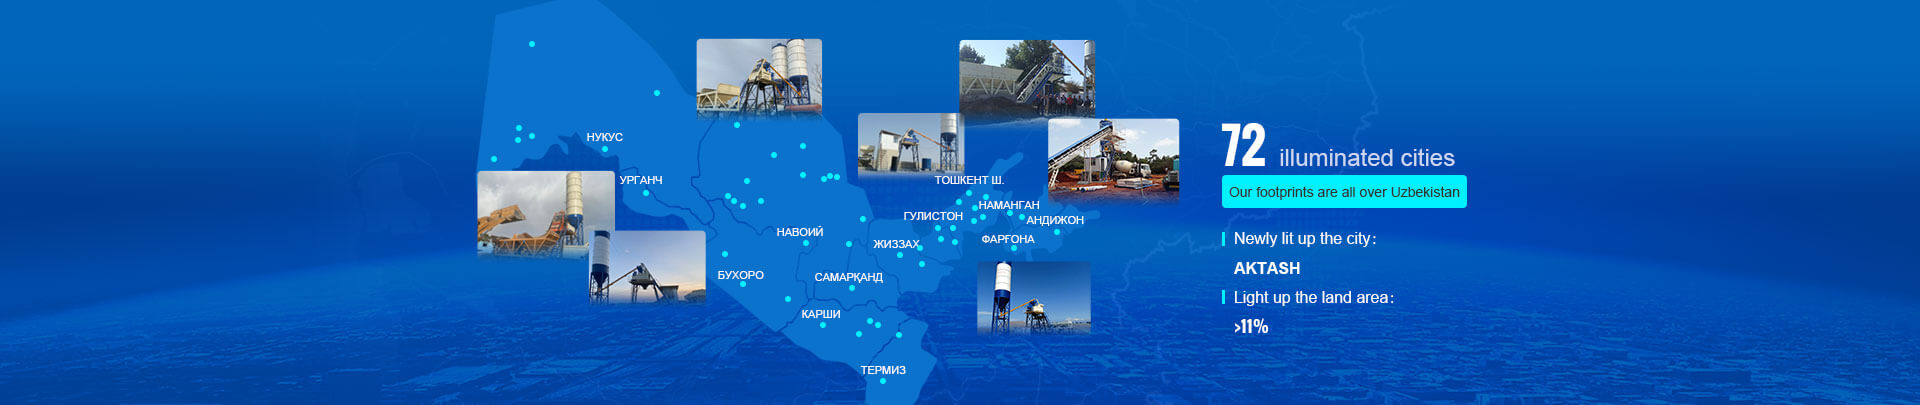 НУКУС
УРГАНЧ
ТОШКЕНТ Ш.
НАМАНГАН
ГУЛИСТОН
АНДИЖОН
НАВОИЙ
ЖИЗЗАХ
ФАРҒОНА
БУХОРО
САМАРҚАНД
КАРШИ
ТЕРМИЗ
72 illuminated cities
Our footprints are all over Uzbekistan
Newly lit up the city:
AKTASH
Light up the land area:
>11%